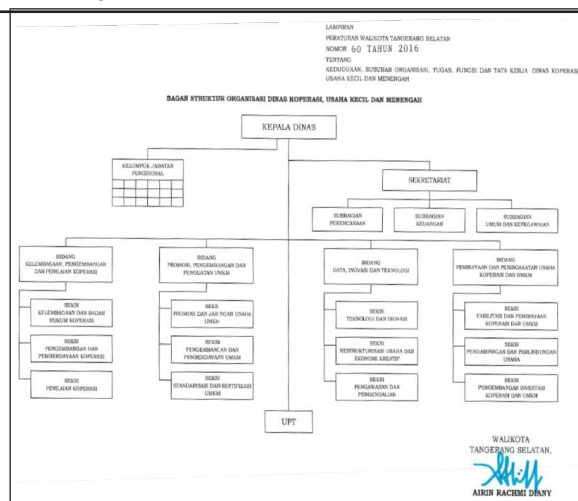 LAMPIRAN
PERATURAN WALIKOTA TANGERANG SELATAN
NOMOR 60 TAHUN 2016
TENTANG
KEDUDUKAN, SUSUNAN ORGANISASI, TUGAS, FUNGSI DAN TATA KERJA DINAS KOPERASI
USAHA KECIL DAN MENENGAH
BAGAN STRUKTUR ORGANISASI DINAS KOPERASI, USAHA KECIL DAN MENENGAH
KEPALA DINAS
KELOMPOK JABATAN
FUNGSIONAL
SEKRETARIAT
SUBBAGIAN
PERENCANAAN
SUBBAGIAN
KEUANGAN
SUBBAGIAN
UMUM DAN KEPEGAWAIAN
BIDANG
KELEMBAGAAN, PENGEMBANGAN
DAN PENILAIAN KOPERASI
BIDANG
PROMOSI, PENGEMBANGAN DAN
PENGUATAN UMKM
BIDANG
DATA, INOVASI DAN TEKNOLOGI
BIDANG
PEMBIAYAAN DAN PENINGKATAN USAHA
KOPERASI DAN UMKM
SEKSI
KELEMBAGAAN DAN BADAN
HUKUM KOPERASI
SEKSI
PROMOSI DAN JARINGAN USAHA
UMKM
SEKSI
TEKNOLOGI DAN INOVASI
SEKSI
FASILITASI DAN PEMBIAYAAN
KOPERASI DAN UMKM
SEKSI
PENGEMBANGAN DAN
PEMBERDAYAAN KOPERASI
SEKSI
PENGEMBANGAN DAN
PEMBERDAYAAN UMKM
SEKSI
RESTRUKTURISASI USAHA DAN
EKONOMI KREATIF
SEKSI
PENDAMPINGAN DAN PERLINDUNGAN
USAHA
SEKSI
PENILAIAN KOPERASI
SEKSI
STANDARISASI DAN SERTIFIKASI
UMKM
SEKSI
PENGAWASAN DAN
PENGENDALIAN
SEKSI
PENGEMBANGAN INVESTASI
KOPERASI DAN UMKM
UPT
WALIKOTA
TANGERANG SELATAN,
AIRIN RACHMI DIANY